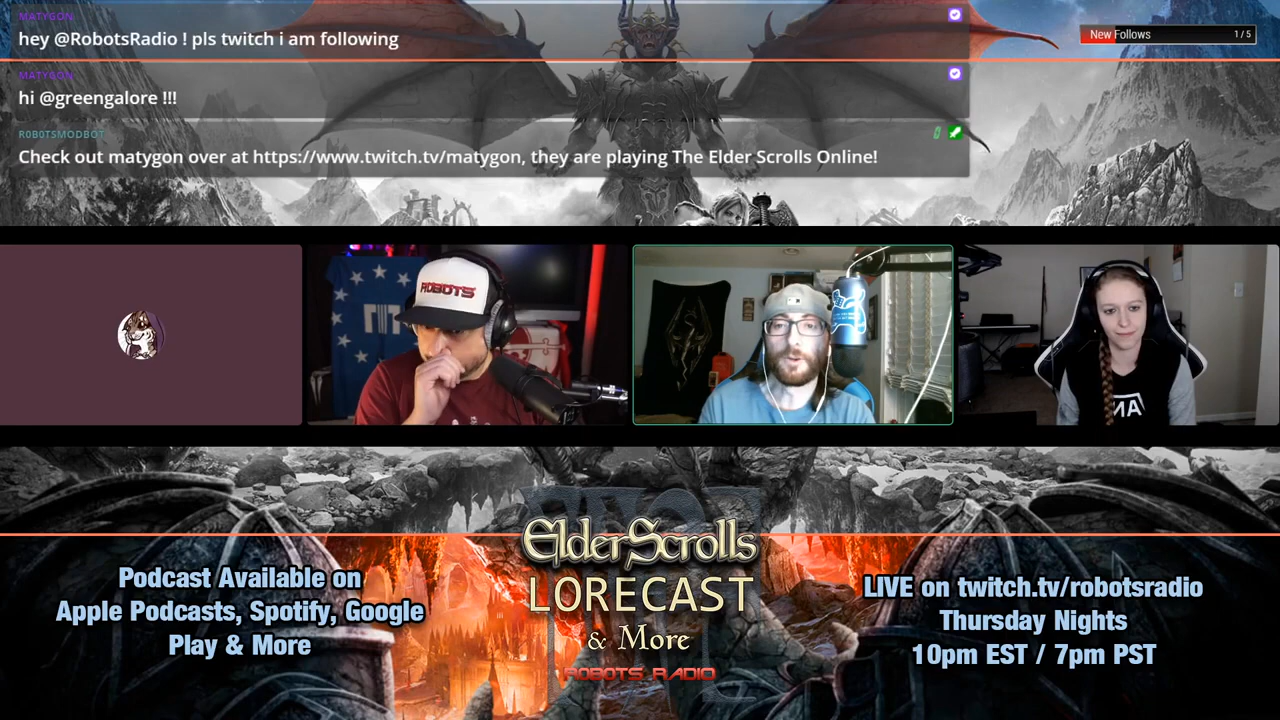 MATYGON
hey @RobotsRadio ! pls twitch i am following
New Follows
1 / 5
MATYGON
hi @greengalore !!!
R0B0TSMODBOT
Check out matygon over at https://www.twitch.tv/matygon, they are playing The Elder Scrolls Online!
ROBOTS
MA
Podcast Available on
Apple Podcasts, Spotify, Google
Play & More
ElderScrolls
LORECAST
& More
ROBOTS RADIO
LIVE on twitch.tv/robotsradio
Thursday Nights
10pm EST / 7pm PST